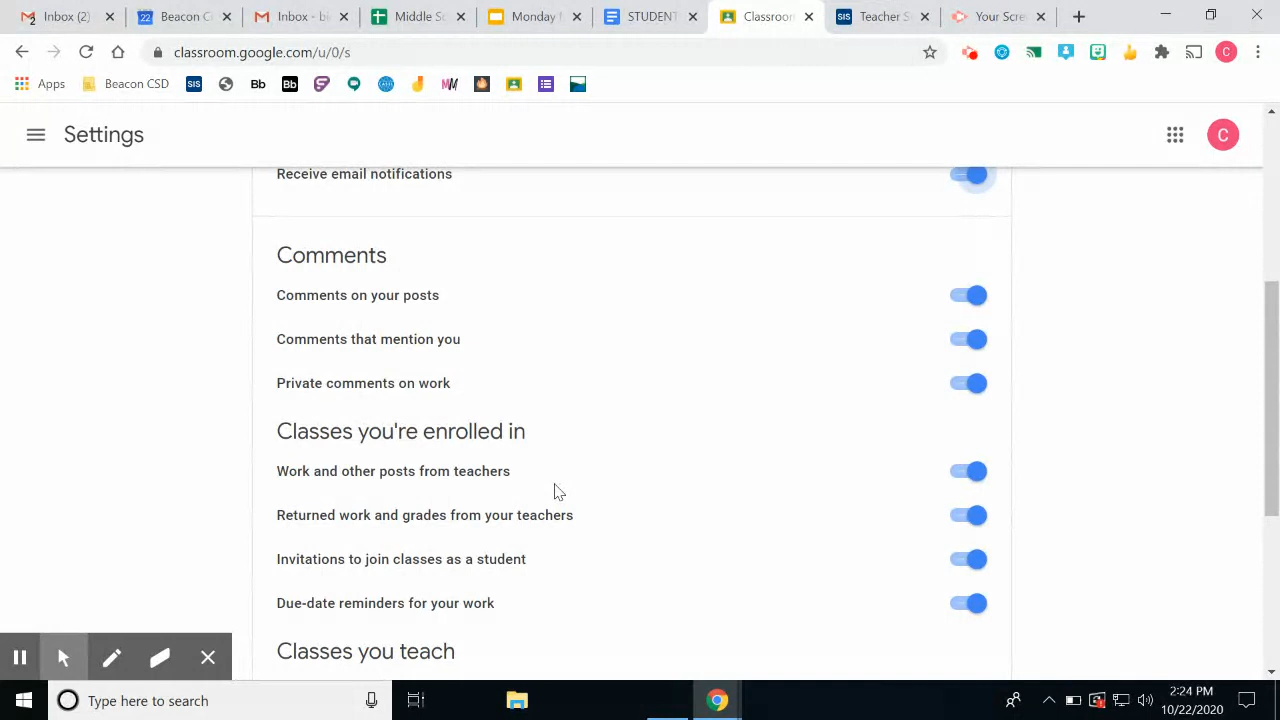 Inbox (2)
Beacon C
Inbox
Middle Sc
Monday
STUDENT
Classroom
Teacher S
Your Scre
classroom.google.com/u/0/s
C
Apps
Beacon CSD
SIS
Bb
Bb
Settings
C
Receive email notifications
Comments
Comments on your posts
Comments that mention you
Private comments on work
Classes you're enrolled in
Work and other posts from teachers
Returned work and grades from your teachers
Invitations to join classes as a student
Due-date reminders for your work
Classes you teach
Type here to search
2:24 PM
10/22/2020